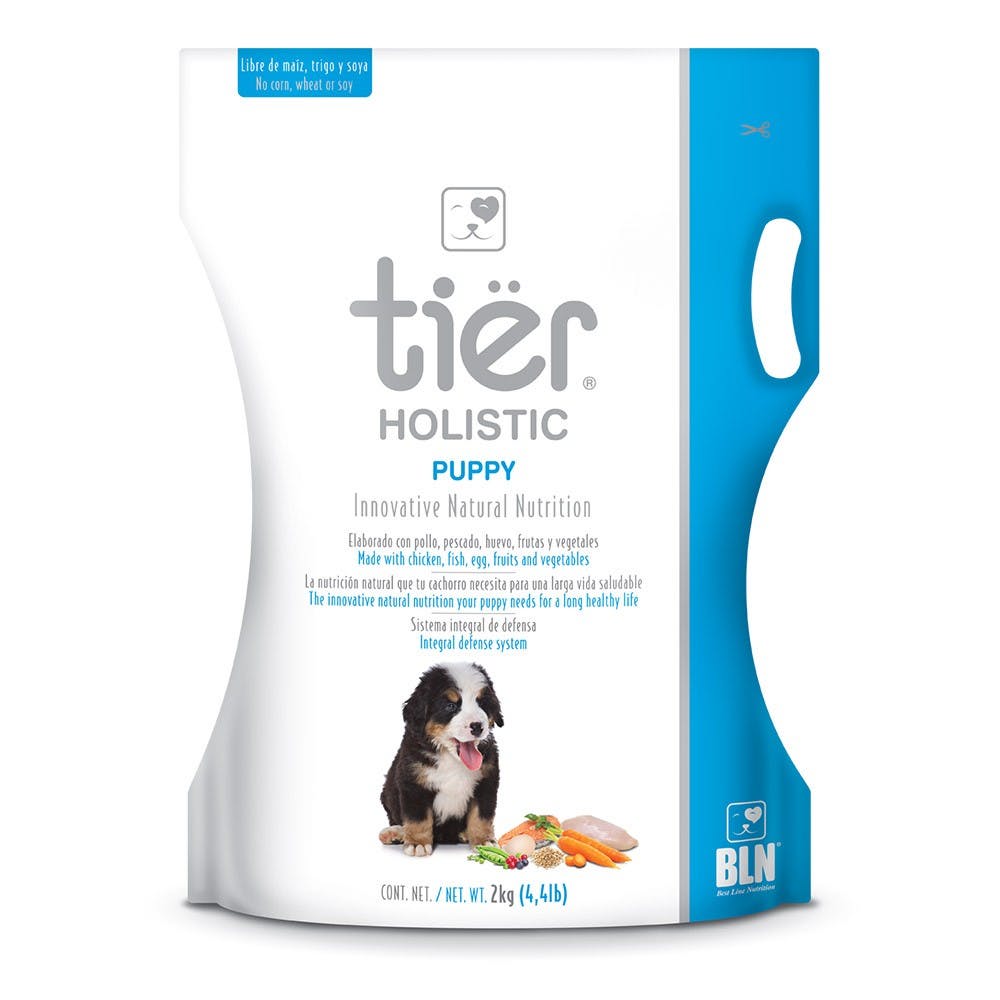 Libre de maíz, trigo y soya
No corn, wheat or soy
tiër®
HOLISTIC
PUPPY
Innovative Natural Nutrition
Elaborado con pollo, pescado, huevo, frutas y vegetales
Made with chicken, fish, egg, fruits and vegetables
La nutrición natural que tu cachorro necesita para una larga vida saludable
The innovative natural nutrition your puppy needs for a long healthy life
Sistema integral de defensa
Integral defense system
CONT. NET. / NET. WT. 2kg (4,4lb)
BLN®
Best Line Nutrition